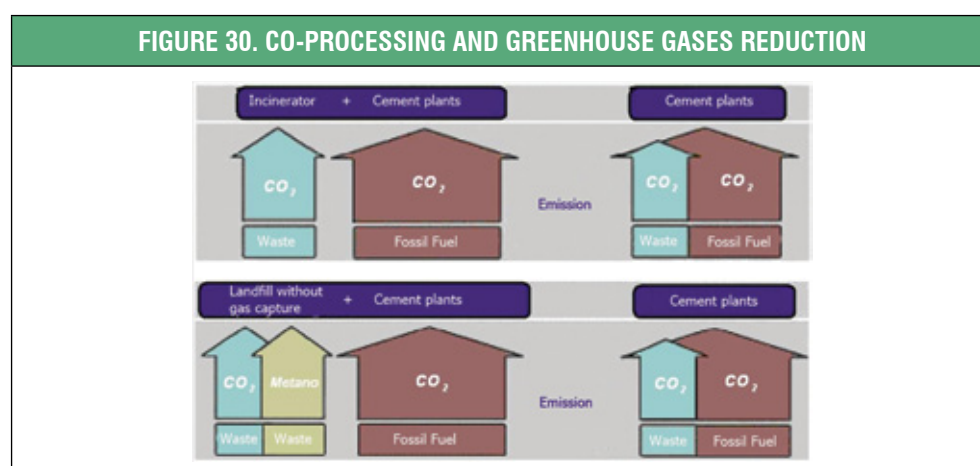 FIGURE 30. CO-PROCESSING AND GREENHOUSE GASES REDUCTION
Incinerator + Cement plants
Cement plants
CO₂
CO₂
Emission
CO₂
CO₂
Waste
Fossil Fuel
Waste
Fossil Fuel
Landfill without
gas capture
+ Cement plants
Cement plants
CO₂
Metano
CO₂
Emission
CO₂
CO₂
Waste
Waste
Fossil Fuel
Waste
Fossil Fuel